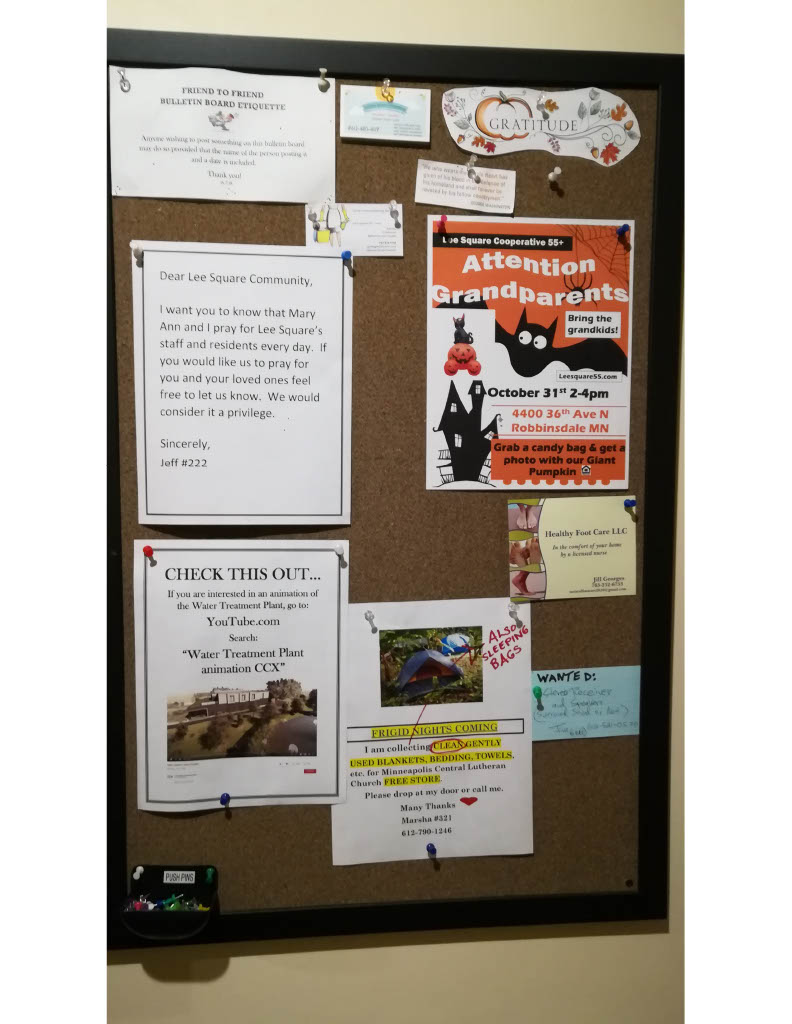 FRIEND TO FRIEND
BULLETIN BOARD ETIQUETTE
Anyone wishing to post something on this bulletin board
may do so provided that the name of the person posting it
and a date is included.
Thank you!
GRATITUDE
Lee Square Cooperative 55+
Attention
Grandparents
Bring the
grandkids!
Leesquare55.com
October 31st 2-4pm
4400 36th Ave N
Robbinsdale MN
Grab a candy bag & get a
photo with our Giant
Pumpkin
Dear Lee Square Community,
I want you to know that Mary
Ann and I pray for Lee Square's
staff and residents every day. If
you would like us to pray for
you and your loved ones feel
free to let us know. We would
consider it a privilege.
Sincerely,
Jeff #222
Healthy Foot Care LLC
In the comfort of your home
by a licensed nurse
Jill Georges
CHECK THIS OUT...
If you are interested in an animation of
the Water Treatment Plant, go to:
YouTube.com
Search:
"Water Treatment Plant
animation CCX"
ALSO
SLEEPING
BAGS
FRIGID NIGHTS COMING
I am collecting CLEAN GENTLY
USED BLANKETS, BEDDING, TOWELS,
etc. for Minneapolis Central Lutheran
Church FREE STORE.
Please drop at my door or call me.
Many Thanks
Marsha #321
612-790-1246
WANTED:
Receiver
and
PUSH PINS